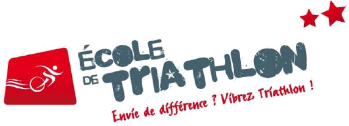 ÉCOLE
DE TRIATHLON
Envie de différence ? Vibrez Triathlon !